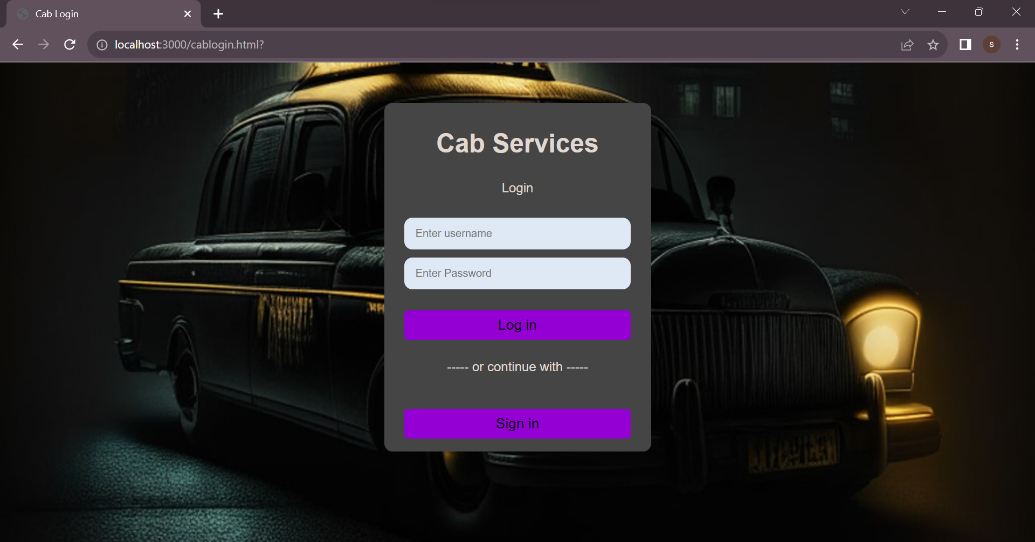 Cab Login
localhost:3000/cablogin.html?
S
Cab Services
Login
Enter username
Enter Password
Log in
----- or continue with -----
Sign in